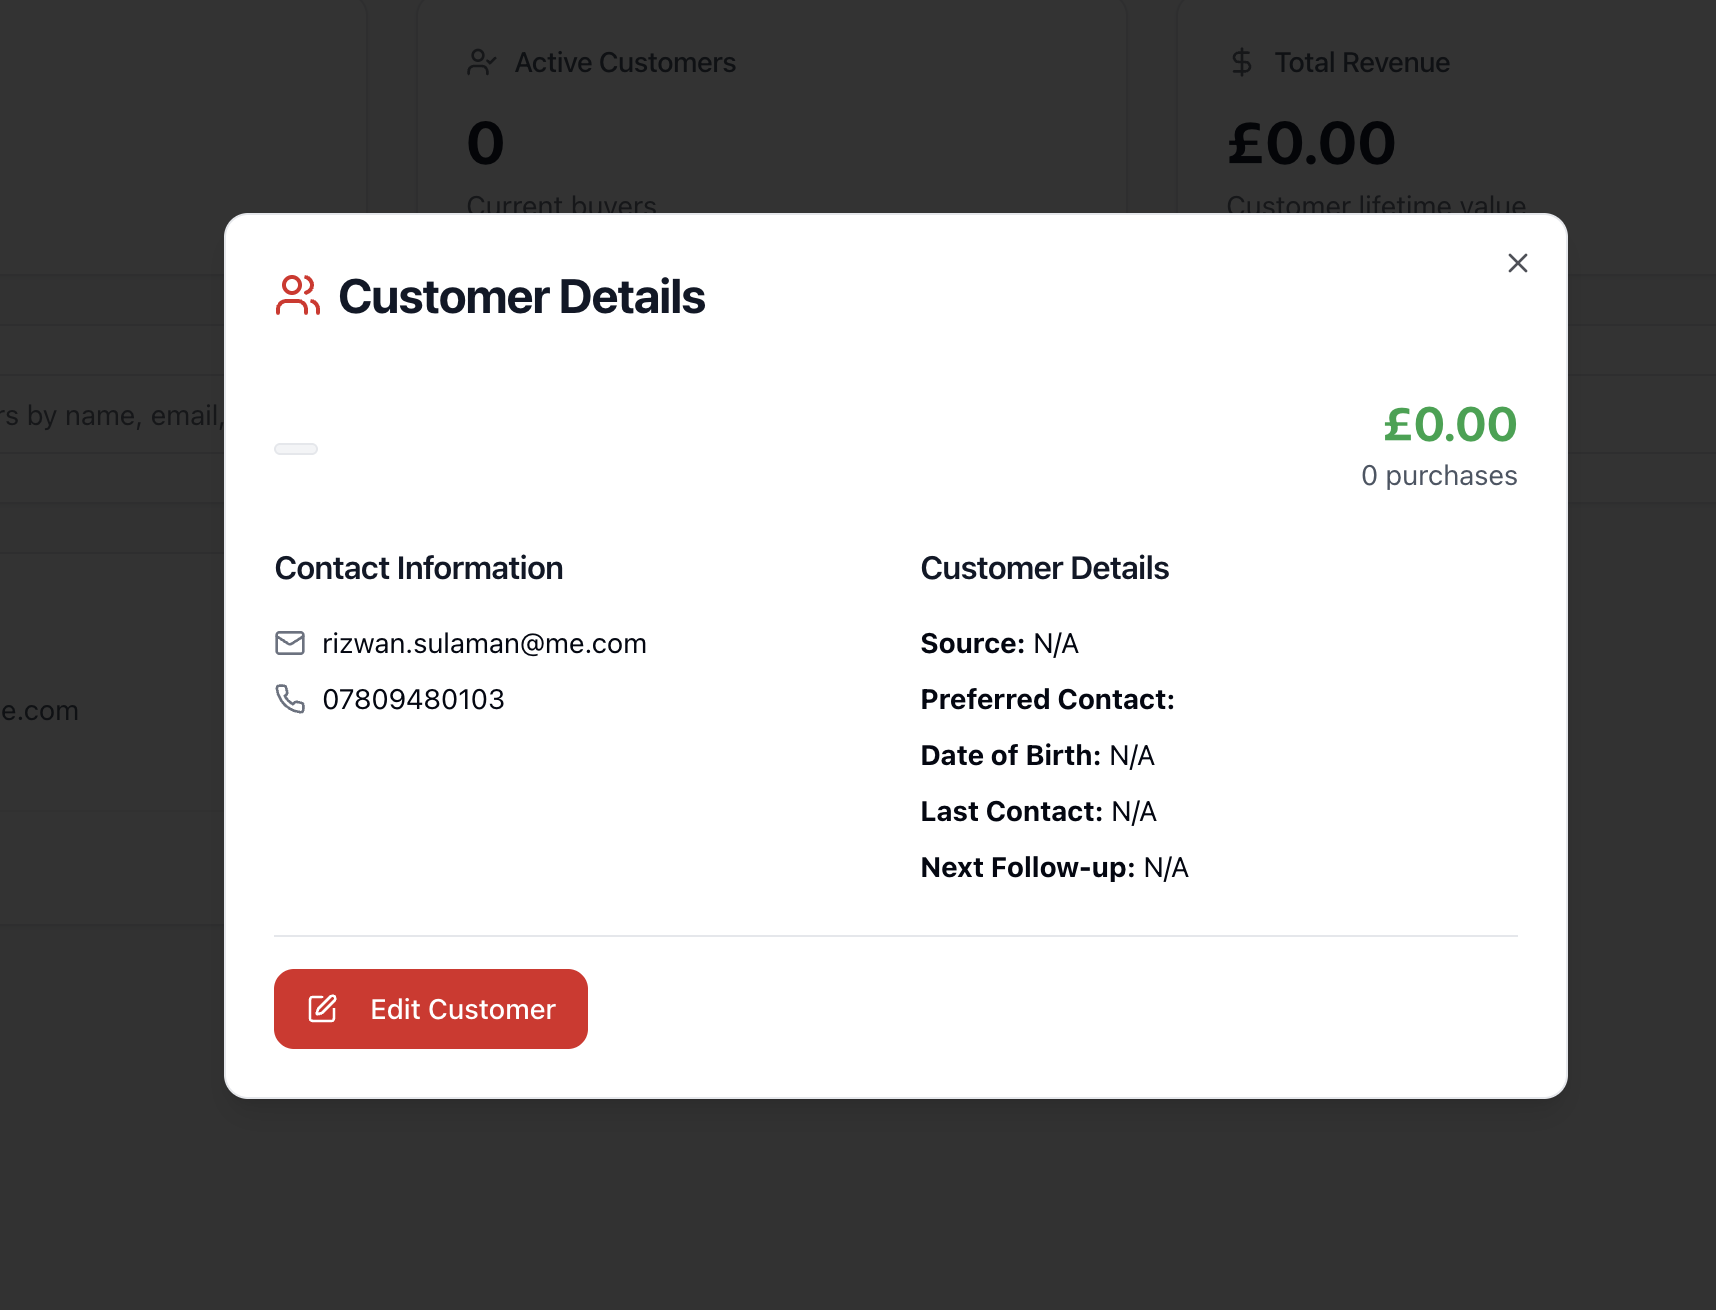 Active Customers
Total Revenue
0
£0.00
Current buyers
Customer lifetime value
Customer Details
rs by name, email,
£0.00
0 purchases
Contact Information
Customer Details
rizwan.sulaman@me.com
Source: N/A
07809480103
Preferred Contact:
e.com
Date of Birth: N/A
Last Contact: N/A
Next Follow-up: N/A
Edit Customer